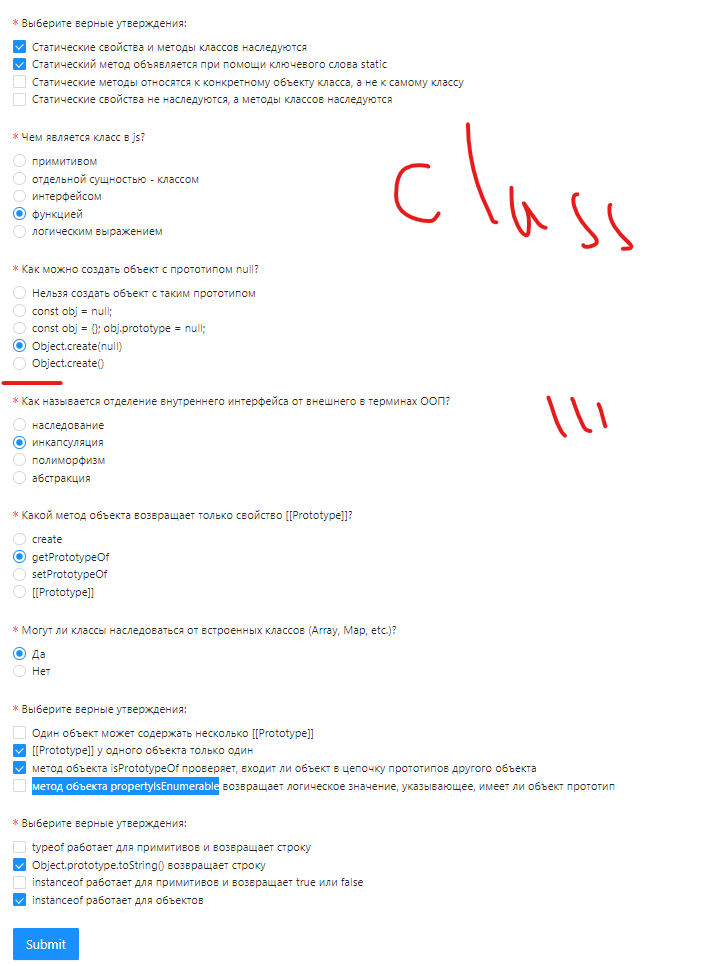 * Выберите верные утверждения:
Статические свойства и методы классов наследуются
Статический метод объявляется при помощи ключевого слова static
Статические методы относятся к конкретному объекту класса, а не к самому классу
Статические свойства не наследуются, а методы классов наследуются
* Чем является класс в js?
примитивом
отдельной сущностью - классом
интерфейсом
функцией
логическим выражением
class
* Как можно создать объект с прототипом null?
Нельзя создать объект с таким прототипом
const obj = null;
const obj = {}; obj.prototype = null;
Object.create(null)
Object.create()
* Как называется отделение внутреннего интерфейса от внешнего в терминах ООП?
наследование
инкапсуляция
полиморфизм
абстракция
* Какой метод объекта возвращает только свойство [[Prototype]]?
create
getPrototypeOf
setPrototypeOf
[[Prototype]]
* Могут ли классы наследоваться от встроенных классов (Array, Map, etc.)?
Да
Нет
* Выберите верные утверждения:
Один объект может содержать несколько [[Prototype]]
[[Prototype]] у одного объекта только один
метод объекта isPrototypeOf проверяет, входит ли объект в цепочку прототипов другого объекта
метод объекта propertyIsEnumerable возвращает логическое значение, указывающее, имеет ли объект прототип
* Выберите верные утверждения:
typeof работает для примитивов и возвращает строку
Object.prototype.toString() возвращает строку
instanceof работает для примитивов и возвращает true или false
instanceof работает для объектов
Submit